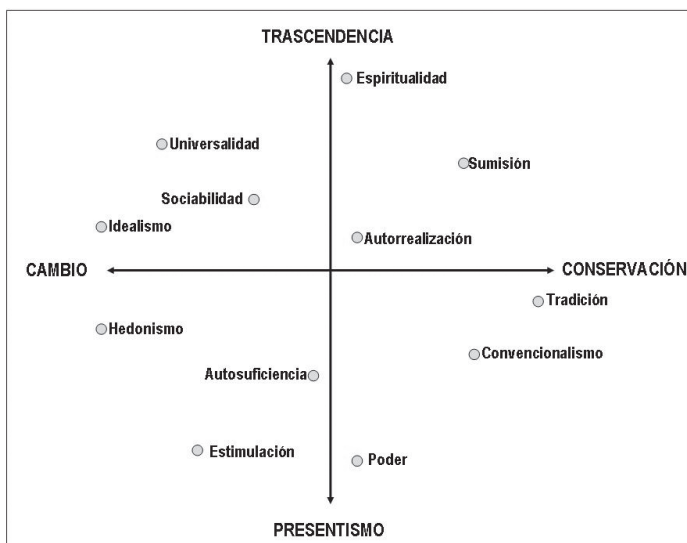 TRASCENDENCIA
Espiritualidad
Universalidad
Sumisión
Sociabilidad
Idealismo
Autorrealización
CAMBIO
CONSERVACIÓN
Tradición
Hedonismo
Convencionalismo
Autosuficiencia
Estimulación
Poder
PRESENTISMO